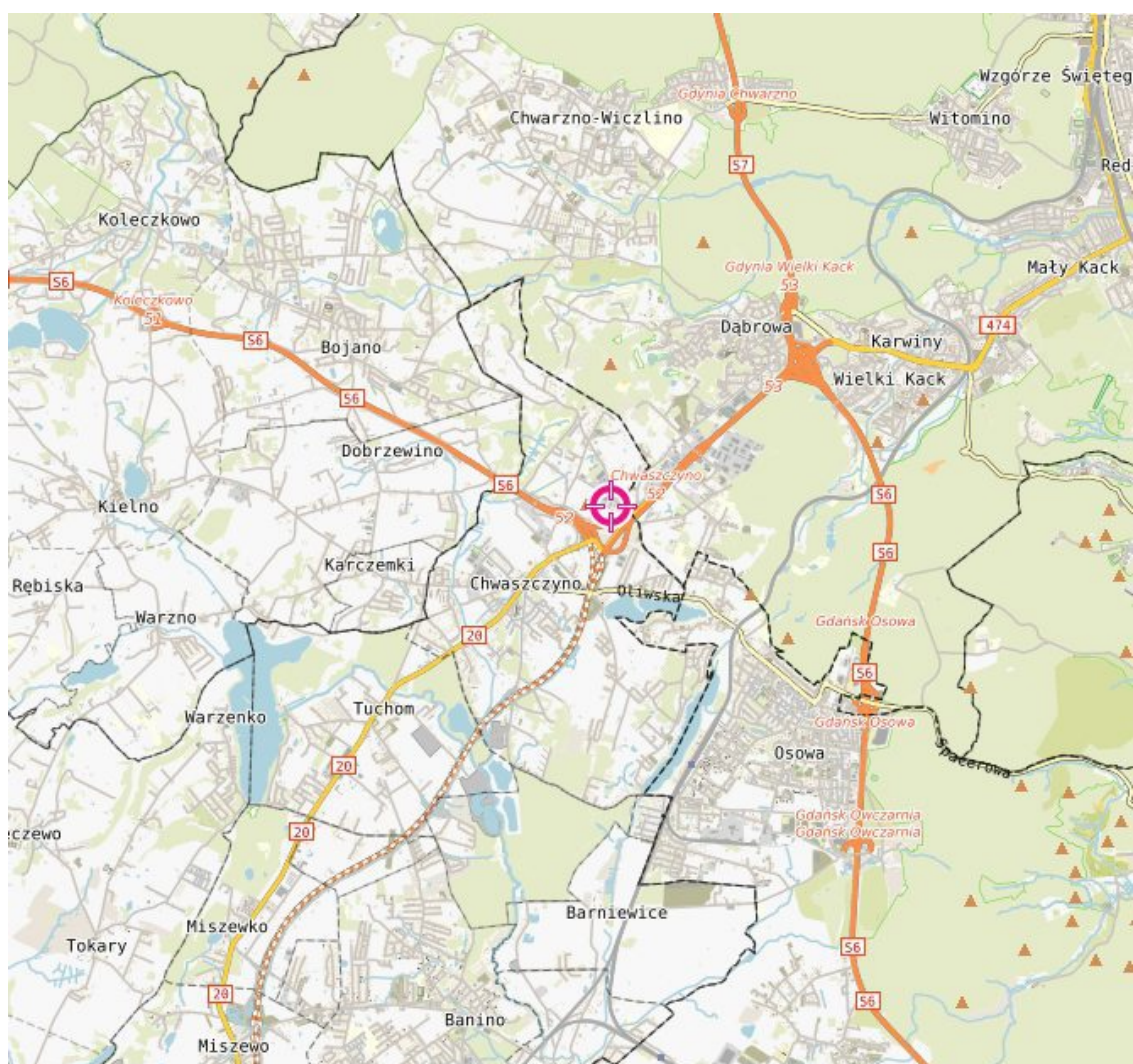 Wzgórze Święteg
Gdynia Chwarzno
Chwarzno-Wiczlino
Witomino
S7
Red
Koleczkowo
Gdynia Wielki Kack
Mały Kack
S6
53
Koleczkowo
51
Dąbrowa
474
S6
Bojano
Karwiny
Wielki Kack
53
S6
Dobrzewino
Chwaszczyno
52
S6
S6
Kielno
52
S6
Karczemki
Rębiska
Chwaszczyno
Oliwska
Warzno
Gdańsk Osowa
20
S6
Warzenko
Tuchom
Gdańsk Osowa
Osowa
Spacerowa
20
Gdańsk Owczarnia
Gdańsk Owczarnia
eczewo
20
Barniewice
Miszewko
Tokary
S6
20
S6
Banino
Miszewo